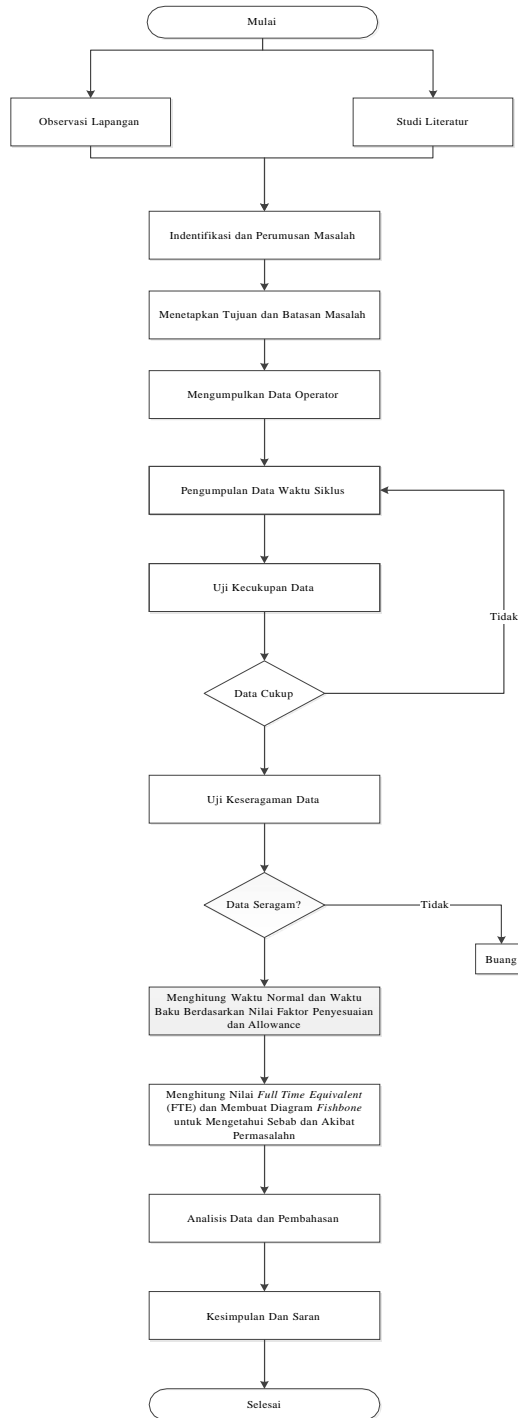 Mulai
Observasi Lapangan
Studi Literatur
Indentifikasi dan Perumusan Masalah
Menetapkan Tujuan dan Batasan Masalah
Mengumpulkan Data Operator
Pengumpulan Data Waktu Siklus
Uji Kecukupan Data
Tidak
Data Cukup
Uji Keseragaman Data
Data Seragam?
Tidak
Buang
Menghitung Waktu Normal dan Waktu
Baku Berdasarkan Nilai Faktor Penyesuaian
dan Allowance
Menghitung Nilai Full Time Equivalent
(FTE) dan Membuat Diagram Fishbone
untuk Mengetahui Sebab dan Akibat
Permasalahn
Analisis Data dan Pembahasan
Kesimpulan Dan Saran
Selesai